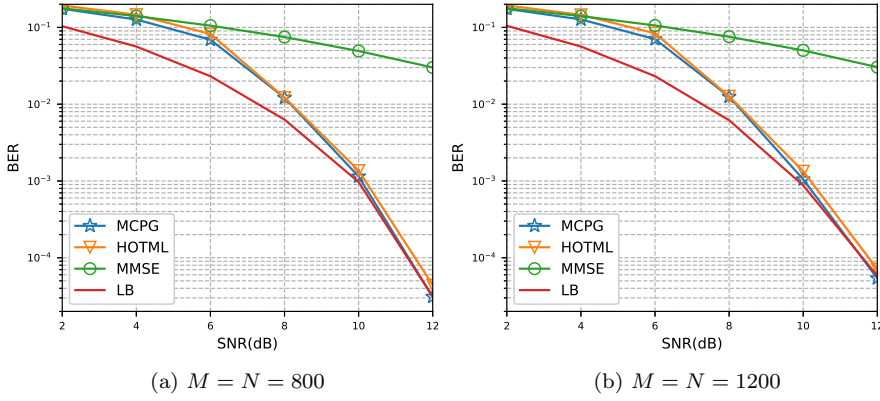 10⁻¹
10⁻²
10⁻³
10⁻⁴
BER
MCPG
HOTML
MMSE
LB
2 4 6 8 10 12
SNR(dB)
(a) M = N = 800
10⁻¹
10⁻²
10⁻³
10⁻⁴
BER
MCPG
HOTML
MMSE
LB
2 4 6 8 10 12
SNR(dB)
(b) M = N = 1200